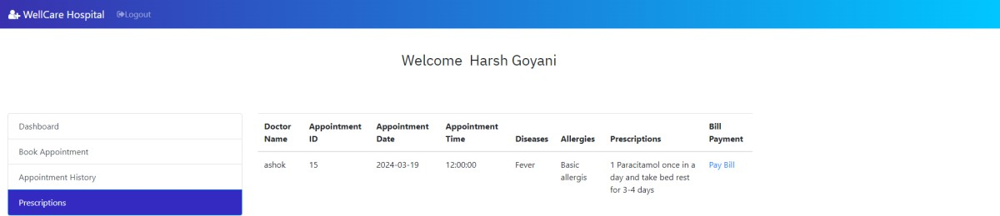 WellCare Hospital Logout
Welcome Harsh Goyani
Dashboard
Book Appointment
Appointment History
Prescriptions
Doctor Name Appointment ID Appointment Date Appointment Time Diseases Allergies Prescriptions Bill Payment
ashok 15 2024-03-19 12:00:00 Fever Basic allergis 1 Paracitamol once in a day and take bed rest for 3-4 days Pay Bill